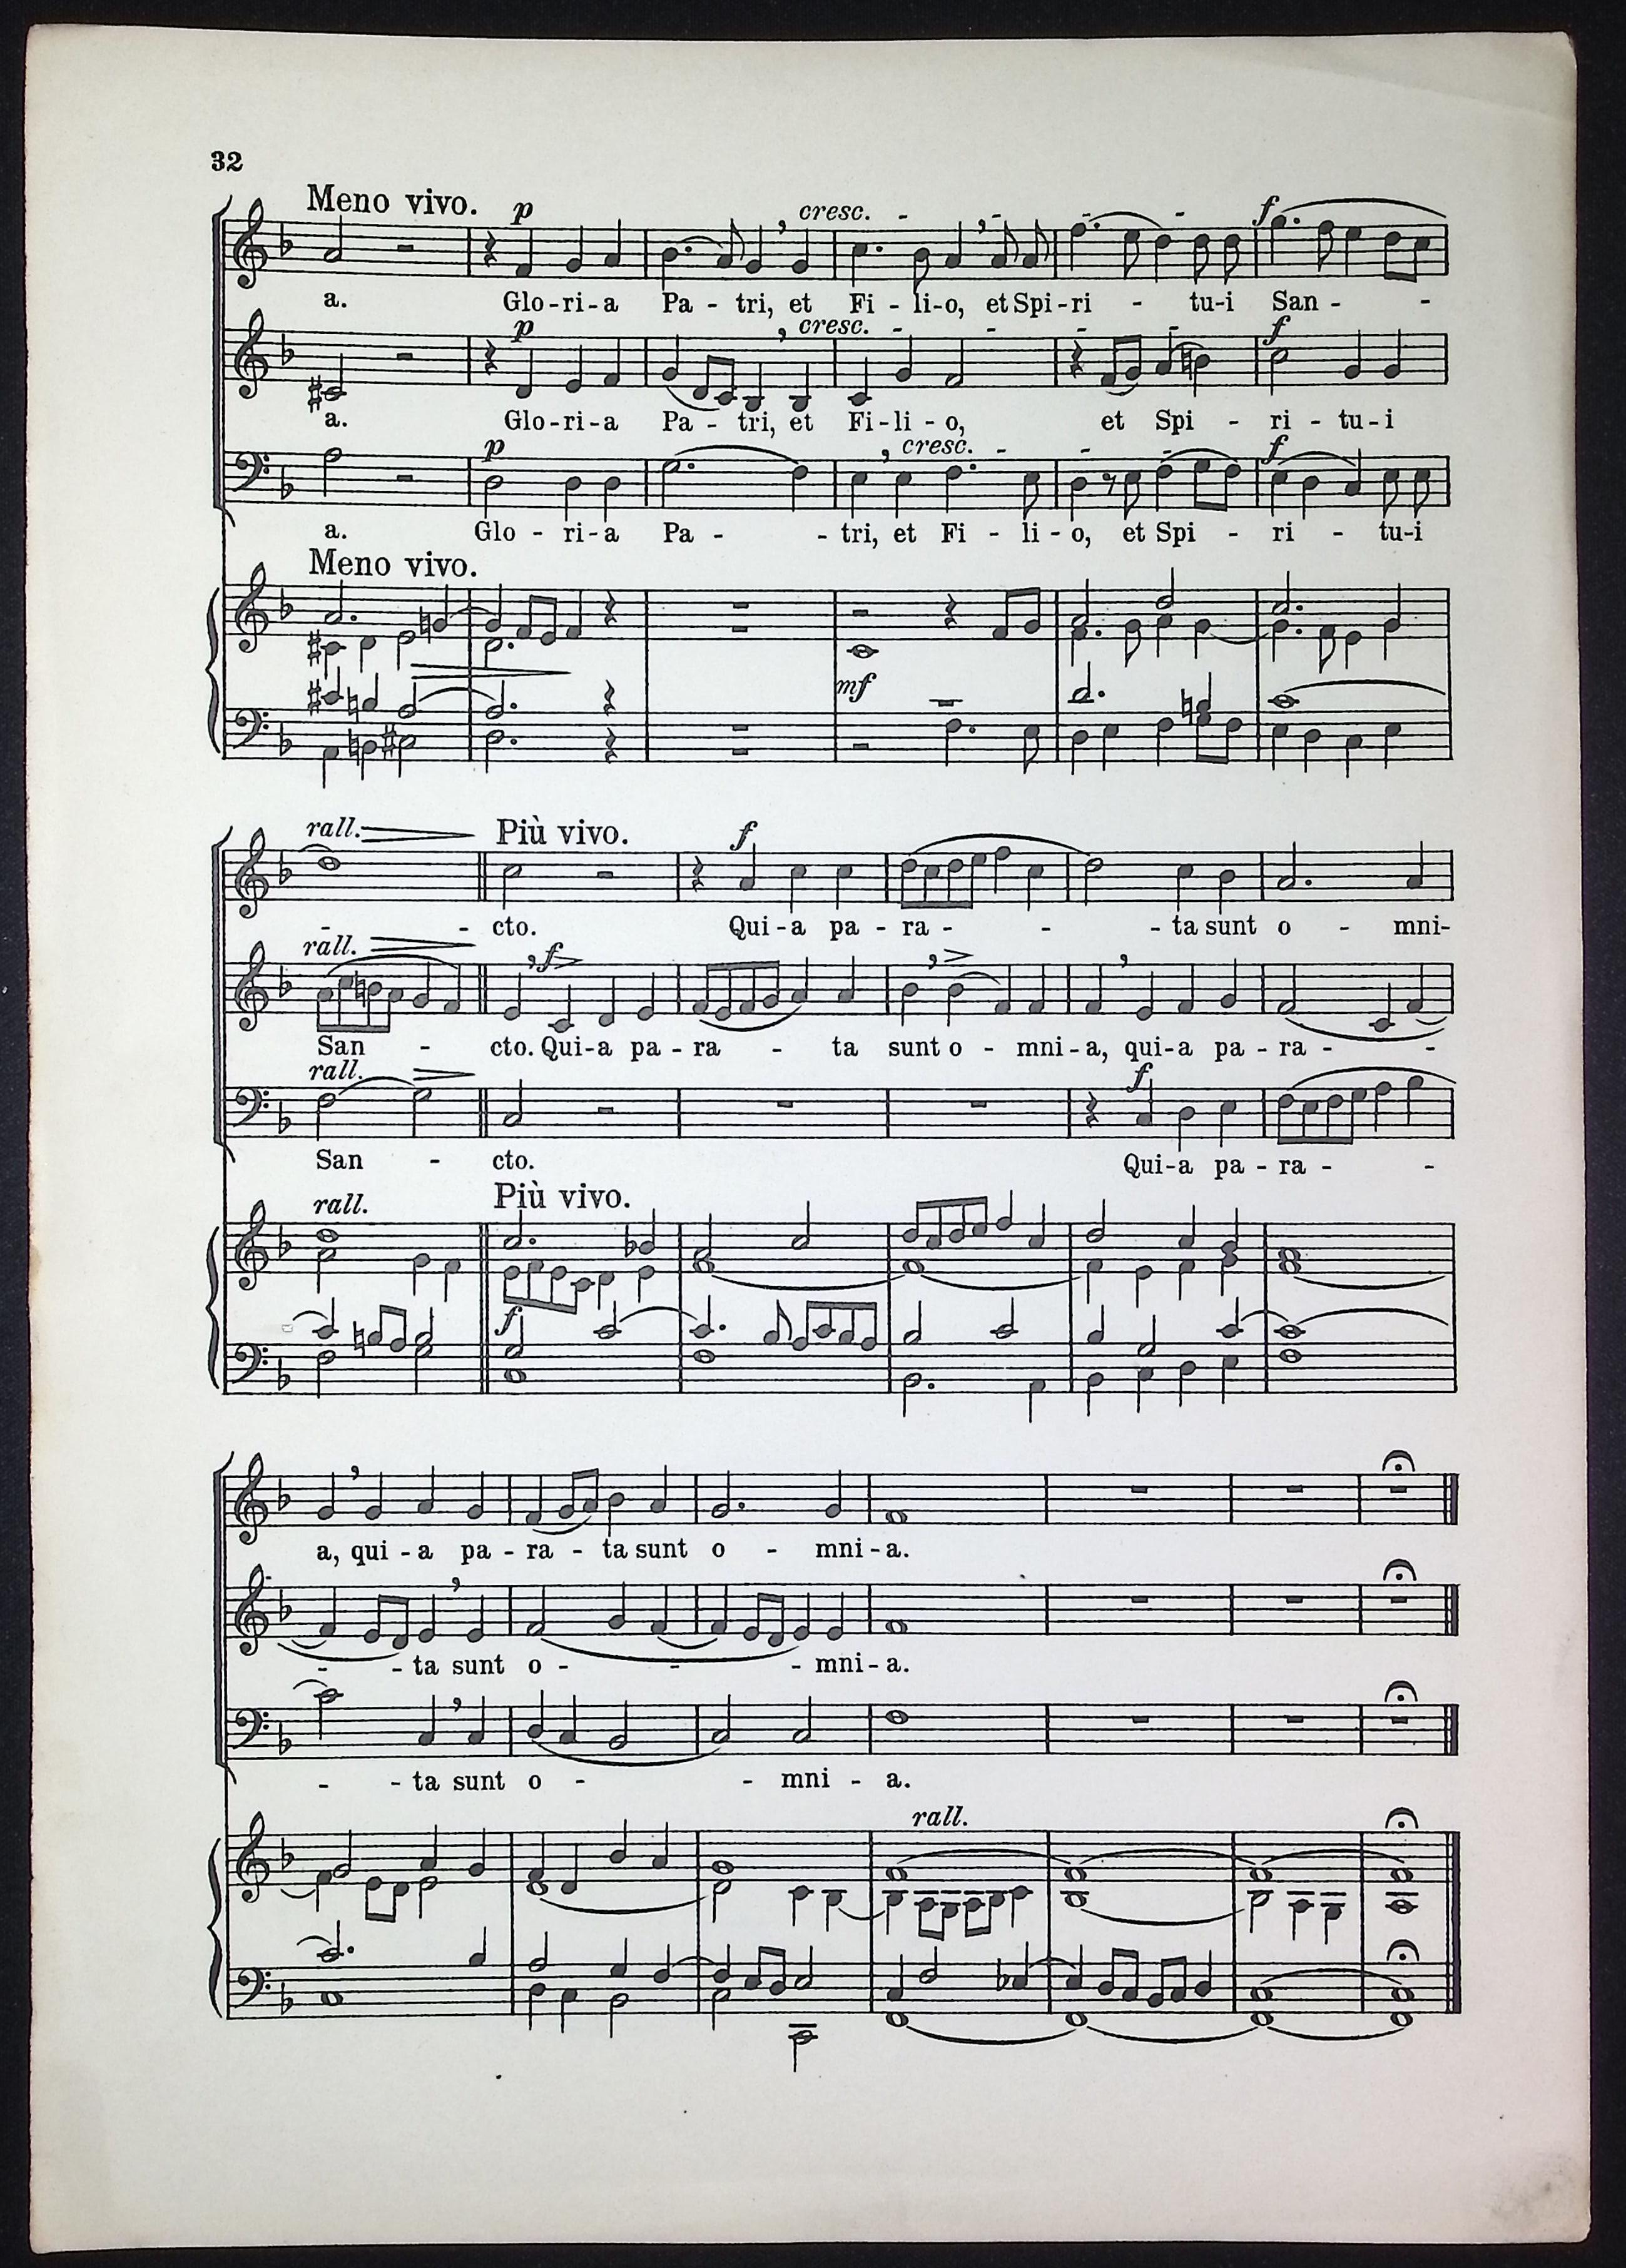 32
Meno vivo.
p cresc. - - - - f
a. Glo-ri-a Pa - tri, et Fi - li-o, et Spi-ri - tu-i San - -
p cresc. - - - - f
a. Glo-ri-a Pa - tri, et Fi-li-o, et Spi - ri - tu-i
p cresc. - - - f
a. Glo - ri-a Pa - - tri, et Fi - li-o, et Spi - ri - tu-i
Meno vivo.
mf
rall. Più vivo. f
- - cto. Qui-a pa - ra - - - ta sunt o - mni-
rall. f
San - cto. Qui-a pa - ra - ta sunt o - mni-a, qui-a pa - ra - -
rall. f
San - cto. Qui-a pa - ra - -
rall. Più vivo.
f
a, qui-a pa - ra - ta sunt o - mni-a.
- - ta sunt o - - - mni-a.
- - ta sunt o - - mni - a.
rall.